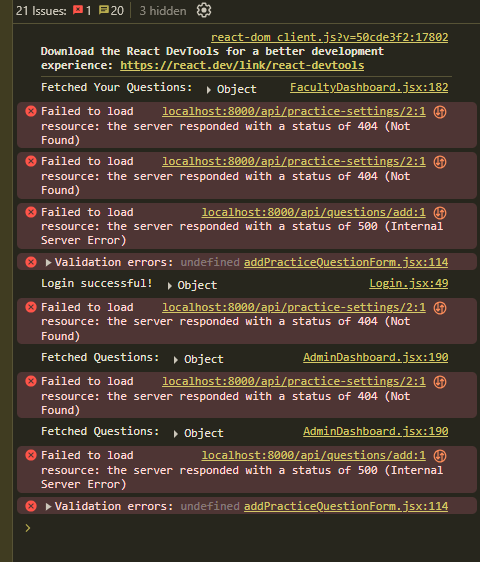 21 Issues: 1 20 3 hidden
react-dom_client.js?v=50cde3f2:17802
Download the React DevTools for a better development
experience: https://react.dev/link/react-devtools
Fetched Your Questions: ▶ Object FacultyDashboard.jsx:182
Failed to load localhost:8000/api/practice-settings/2:1
resource: the server responded with a status of 404 (Not
Found)
Failed to load localhost:8000/api/practice-settings/2:1
resource: the server responded with a status of 404 (Not
Found)
Failed to load localhost:8000/api/questions/add:1
resource: the server responded with a status of 500 (Internal
Server Error)
▶ Validation errors: undefined addPracticeQuestionForm.jsx:114
Login successful! ▶ Object Login.jsx:49
Failed to load localhost:8000/api/practice-settings/2:1
resource: the server responded with a status of 404 (Not
Found)
Fetched Questions: ▶ Object AdminDashboard.jsx:190
Failed to load localhost:8000/api/practice-settings/2:1
resource: the server responded with a status of 404 (Not
Found)
Fetched Questions: ▶ Object AdminDashboard.jsx:190
Failed to load localhost:8000/api/questions/add:1
resource: the server responded with a status of 500 (Internal
Server Error)
▶ Validation errors: undefined addPracticeQuestionForm.jsx:114
>